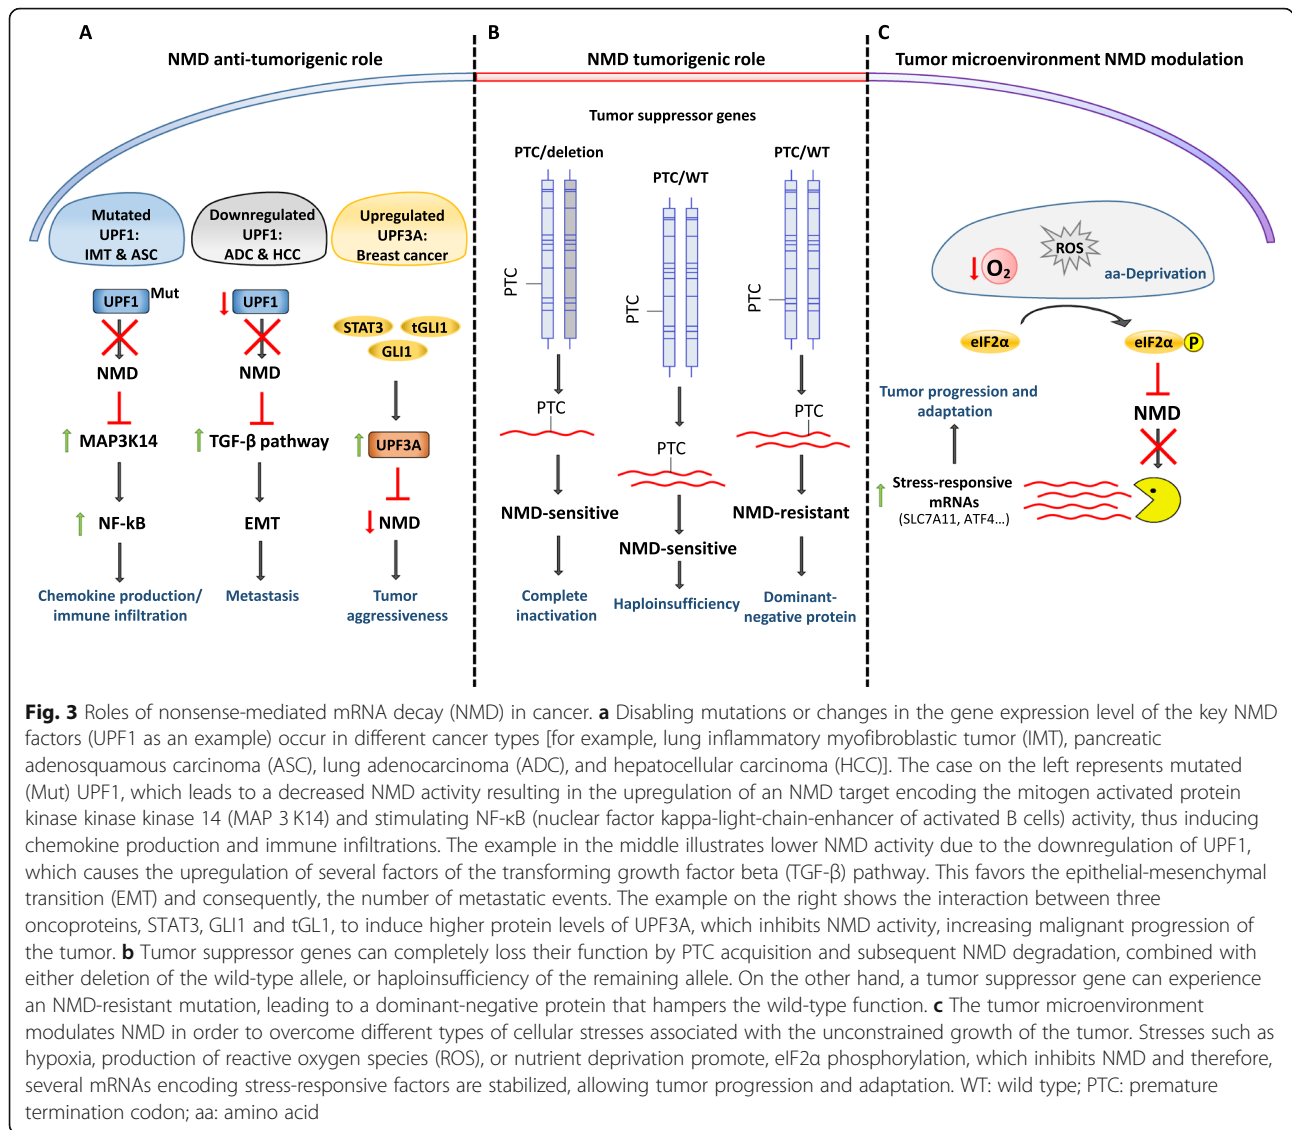 A
NMD anti-tumorigenic role
Mutated
UPF1:
IMT & ASC
Downregulated
UPF1:
ADC & HCC
Upregulated
UPF3A:
Breast cancer
UPF1 Mut
NMD
MAP3K14
NF-kB
Chemokine production/
immune infiltration
UPF1
NMD
TGF-β pathway
EMT
Metastasis
STAT3
tGLI1
GLI1
UPF3A
NMD
Tumor
aggressiveness
B
NMD tumorigenic role
Tumor suppressor genes
PTC/deletion
PTC
PTC
NMD-sensitive
Complete
inactivation
PTC/WT
PTC
PTC
NMD-sensitive
Haploinsufficiency
PTC/WT
PTC
PTC
NMD-resistant
Dominant-
negative protein
C
Tumor microenvironment NMD modulation
O2
ROS
aa-Deprivation
eIF2α
eIF2α P
NMD
Tumor progression and
adaptation
Stress-responsive
mRNAs
(SLC7A11, ATF4...)
Fig. 3 Roles of nonsense-mediated mRNA decay (NMD) in cancer. a Disabling mutations or changes in the gene expression level of the key NMD
factors (UPF1 as an example) occur in different cancer types [for example, lung inflammatory myofibroblastic tumor (IMT), pancreatic
adenosquamous carcinoma (ASC), lung adenocarcinoma (ADC), and hepatocellular carcinoma (HCC)]. The case on the left represents mutated
(Mut) UPF1, which leads to a decreased NMD activity resulting in the upregulation of an NMD target encoding the mitogen activated protein
kinase kinase kinase 14 (MAP 3 K14) and stimulating NF-κB (nuclear factor kappa-light-chain-enhancer of activated B cells) activity, thus inducing
chemokine production and immune infiltrations. The example in the middle illustrates lower NMD activity due to the downregulation of UPF1,
which causes the upregulation of several factors of the transforming growth factor beta (TGF-β) pathway. This favors the epithelial-mesenchymal
transition (EMT) and consequently, the number of metastatic events. The example on the right shows the interaction between three
oncoproteins, STAT3, GLI1 and tGL1, to induce higher protein levels of UPF3A, which inhibits NMD activity, increasing malignant progression of
the tumor. b Tumor suppressor genes can completely loss their function by PTC acquisition and subsequent NMD degradation, combined with
either deletion of the wild-type allele, or haploinsufficiency of the remaining allele. On the other hand, a tumor suppressor gene can experience
an NMD-resistant mutation, leading to a dominant-negative protein that hampers the wild-type function. c The tumor microenvironment
modulates NMD in order to overcome different types of cellular stresses associated with the unconstrained growth of the tumor. Stresses such as
hypoxia, production of reactive oxygen species (ROS), or nutrient deprivation promote, eIF2α phosphorylation, which inhibits NMD and therefore,
several mRNAs encoding stress-responsive factors are stabilized, allowing tumor progression and adaptation. WT: wild type; PTC: premature
termination codon; aa: amino acid